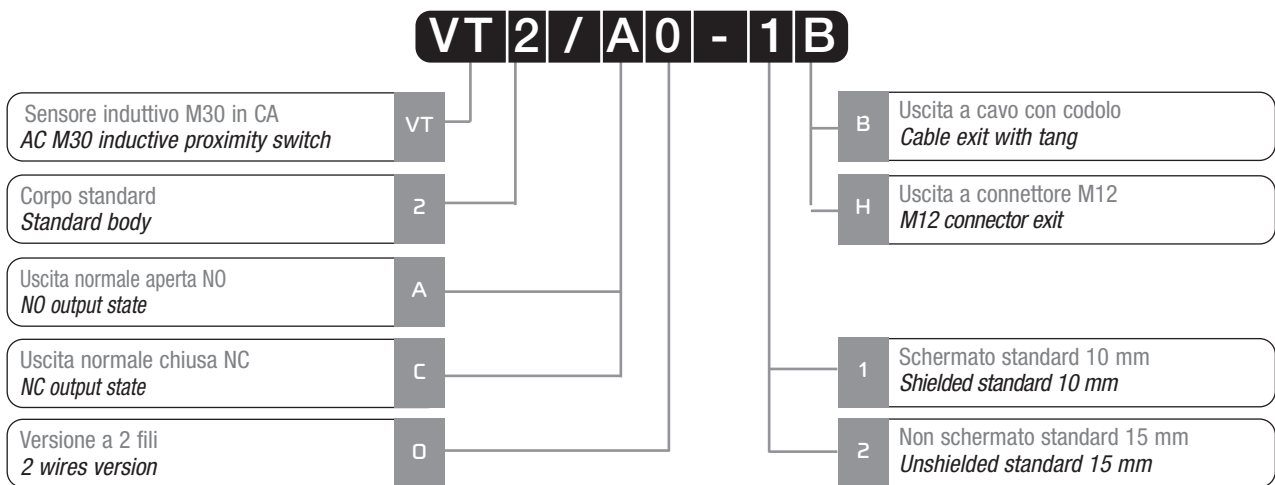 VT2/A0-1B
Sensore induttivo M30 in CA
AC M30 inductive proximity switch
VT
Corpo standard
Standard body
2
Uscita normale aperta NO
NO output state
A
Uscita normale chiusa NC
NC output state
C
Versione a 2 fili
2 wires version
0
B
Uscita a cavo con codolo
Cable exit with tang
H
Uscita a connettore M12
M12 connector exit
1
Schermato standard 10 mm
Shielded standard 10 mm
2
Non schermato standard 15 mm
Unshielded standard 15 mm